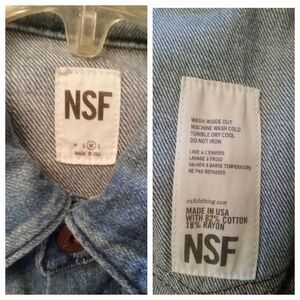 NSF
P S M L
MADE IN USA
WASH INSIDE OUT
MACHINE WASH COLD
TUMBLE DRY COOL
DO NOT IRON
LAVE À L'ENVERS
LAVAGE À FROID
SÉLHER À BASSE TEMPERATURE
NE PAS REPASSER
nsfclothing.com
MADE IN USA
WITH 82% COTTON
18% RAYON
NSF